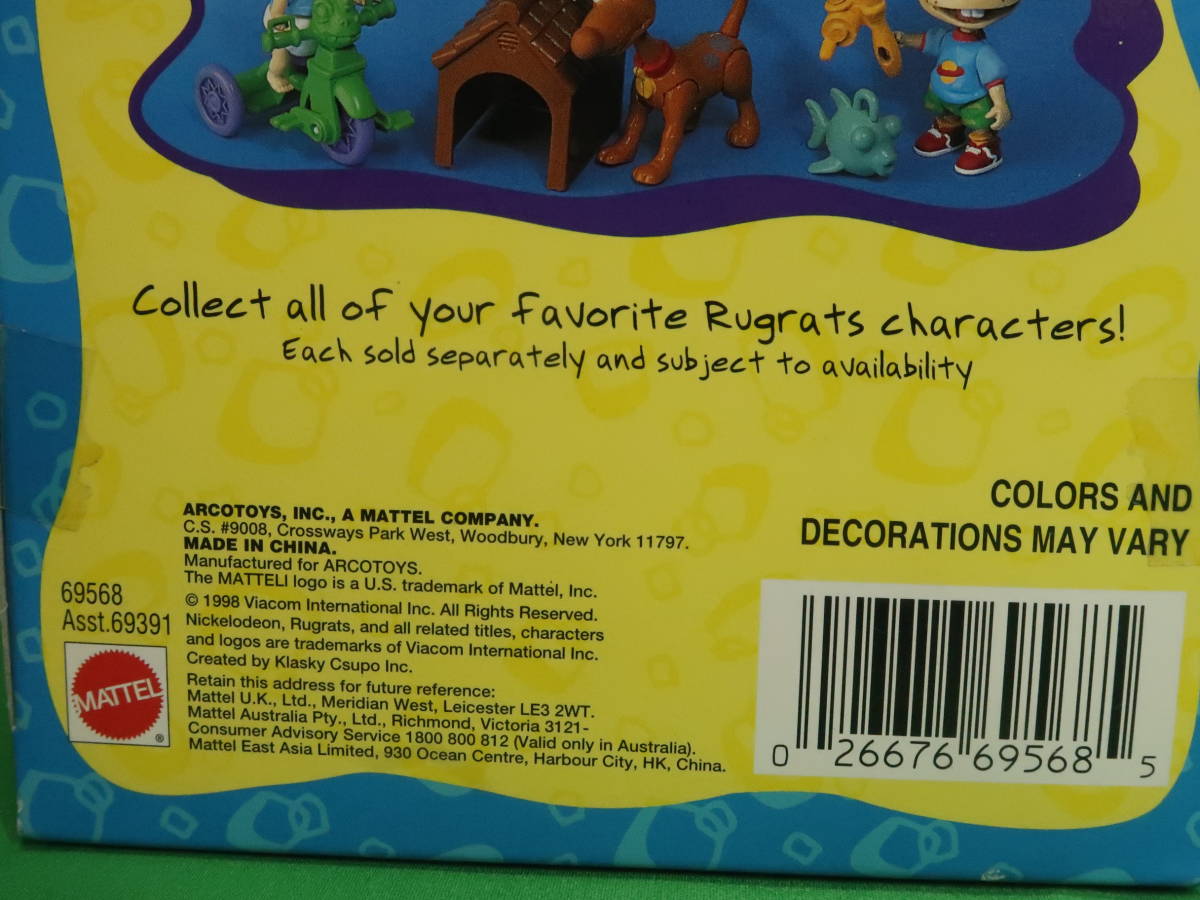 Collect all of your favorite Rugrats characters!
Each sold separately and subject to availability
COLORS AND
DECORATIONS MAY VARY
ARCOTOYS, INC., A MATTEL COMPANY.
C.S. #9008, Crossways Park West, Woodbury, New York 11797.
MADE IN CHINA.
Manufactured for ARCOTOYS.
The MATTELI logo is a U.S. trademark of Mattel, Inc.
© 1998 Viacom International Inc. All Rights Reserved.
Nickelodeon, Rugrats, and all related titles, characters
and logos are trademarks of Viacom International Inc.
Created by Klasky Csupo Inc.
Retain this address for future reference:
Mattel U.K., Ltd., Meridian West, Leicester LE3 2WT.
Mattel Australia Pty., Ltd., Richmond, Victoria 3121-
Consumer Advisory Service 1800 800 812 (Valid only in Australia).
Mattel East Asia Limited, 930 Ocean Centre, Harbour City, HK, China.
69568
Asst.69391
MATTEL
®
0 26676 69568 5